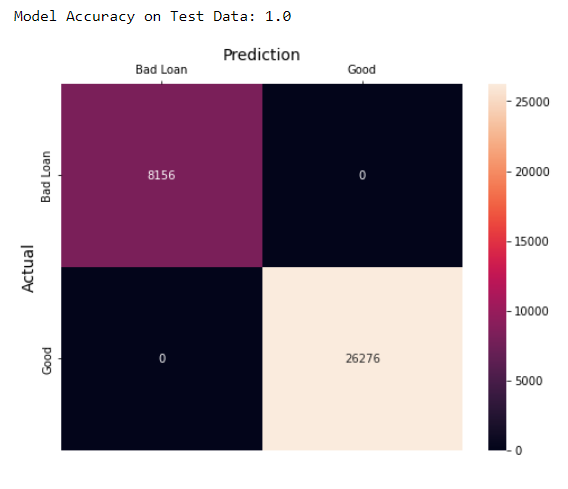 Model Accuracy on Test Data: 1.0
Prediction
Bad Loan Good
Actual
Bad Loan
8156 0
Good
0 26276
25000
20000
15000
10000
5000
0